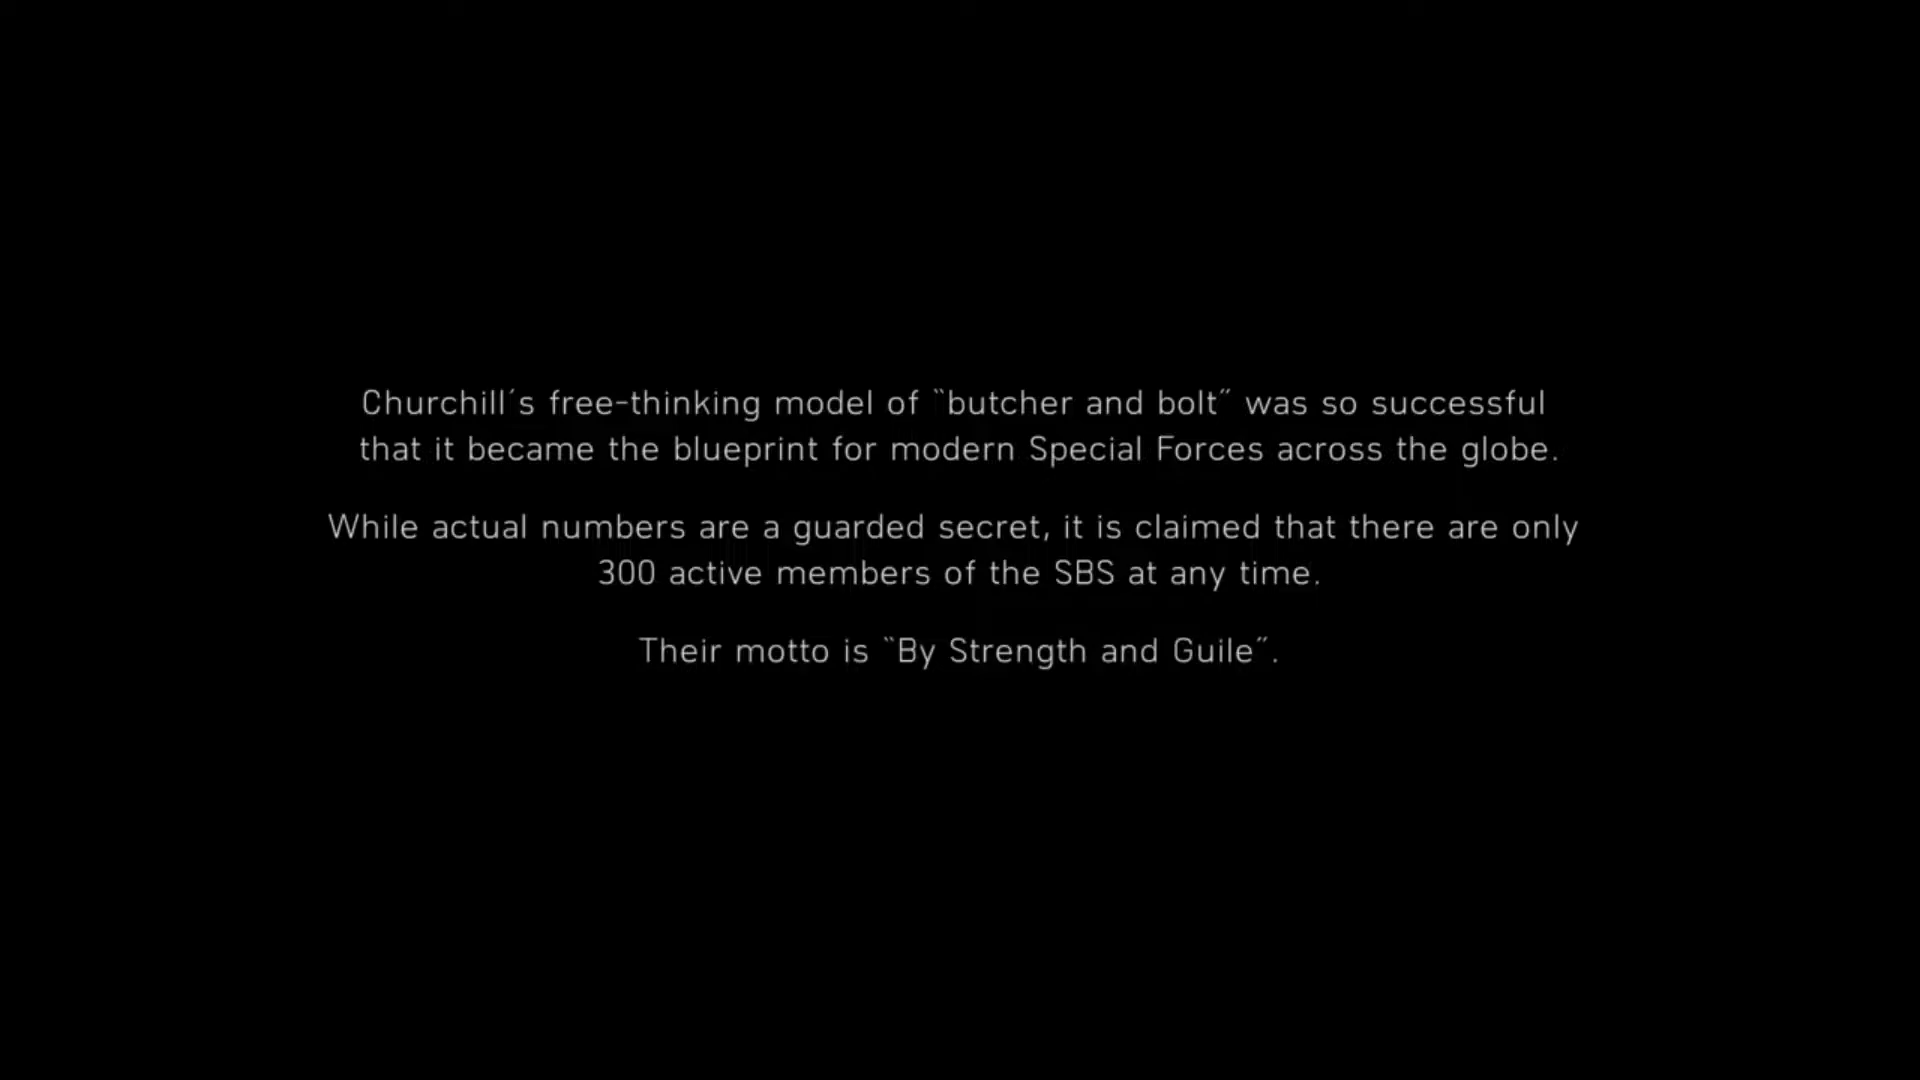 Churchill´s free-thinking model of “butcher and bolt” was so successful
that it became the blueprint for modern Special Forces across the globe.
While actual numbers are a guarded secret, it is claimed that there are only
300 active members of the SBS at any time.
Their motto is “By Strength and Guile”.